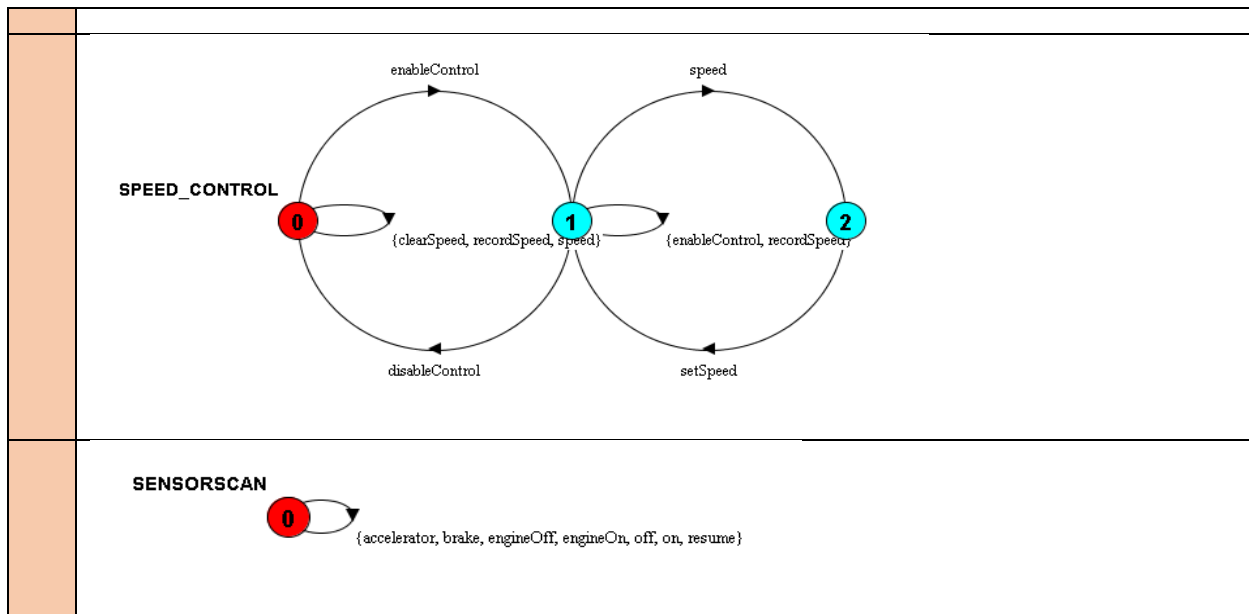 enableControl
speed
SPEED_CONTROL
0
1
2
{clearSpeed, recordSpeed, speed}
{enableControl, recordSpeed}
disableControl
setSpeed
SENSORSCAN
0
{accelerator, brake, engineOff, engineOn, off, on, resume}